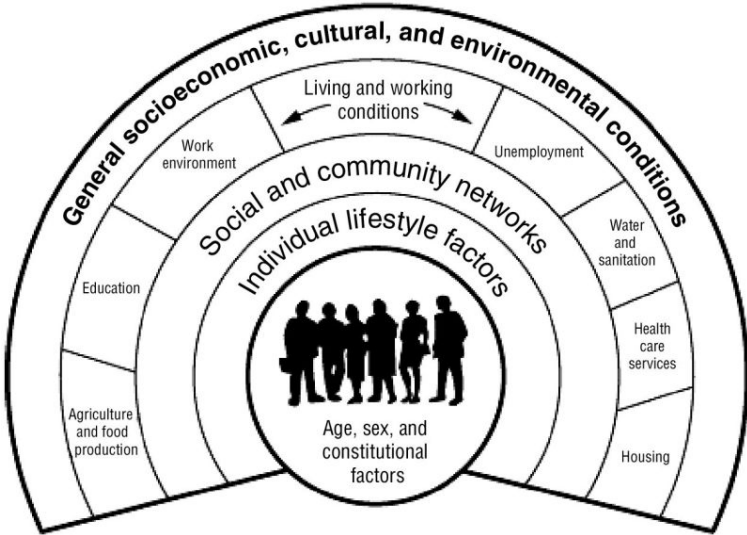 General socioeconomic, cultural, and environmental conditions
Living and working
conditions
Work
environment
Unemployment
Social and community networks
Water
and
sanitation
Individual lifestyle factors
Education
Health
care
services
Agriculture
and food
production
Age, sex, and
constitutional
factors
Housing